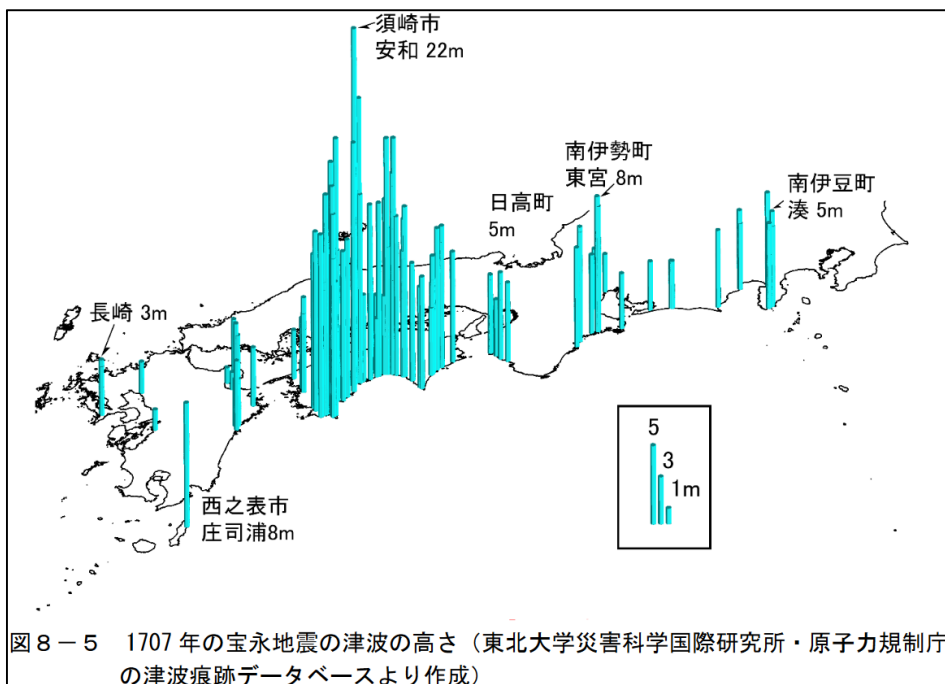 須崎市
安和 22m
南伊勢町
東宮 8m
日高町
5m
南伊豆町
湊 5m
長崎 3m
西之表市
庄司浦8m
5
3
1m
図８－５ 1707 年の宝永地震の津波の高さ（東北大学災害科学国際研究所・原子力規制庁
の津波痕跡データベースより作成）